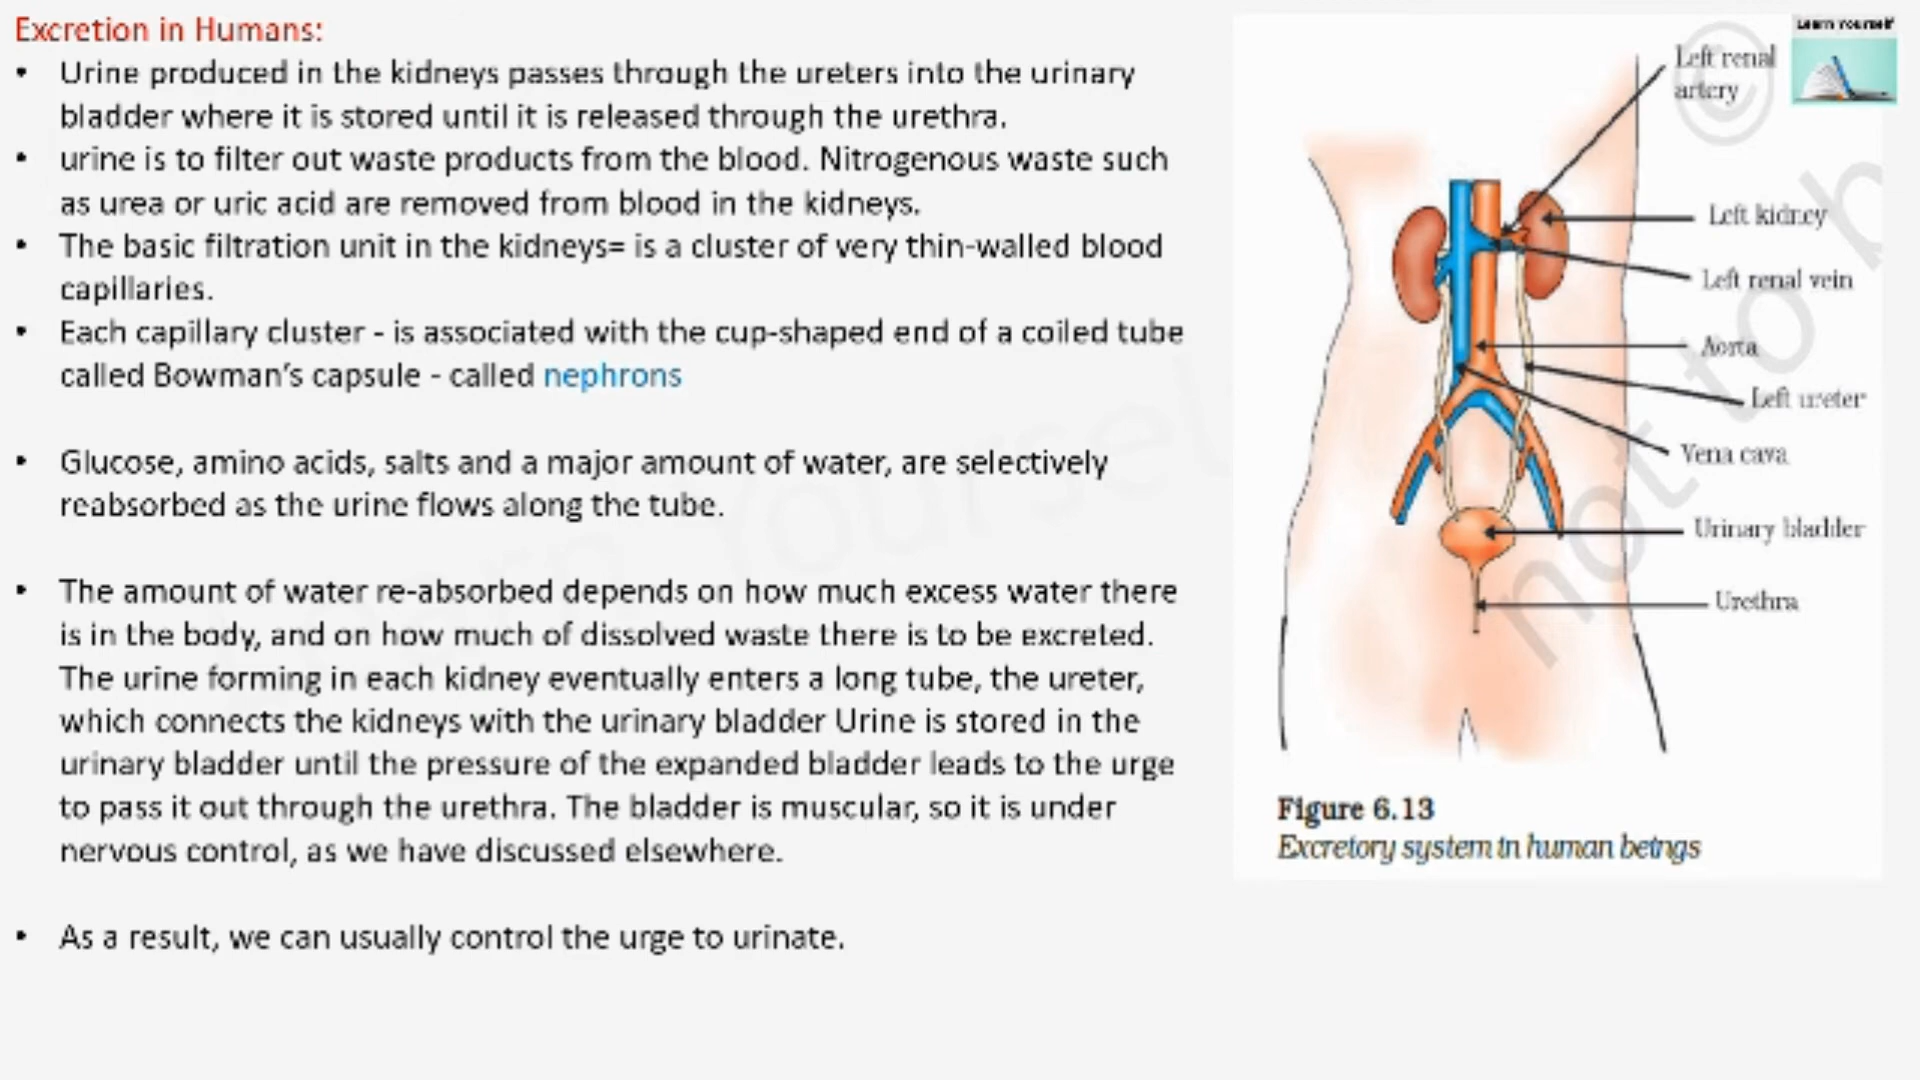 Excretion in Humans:
• Urine produced in the kidneys passes through the ureters into the urinary
bladder where it is stored until it is released through the urethra.
• urine is to filter out waste products from the blood. Nitrogenous waste such
as urea or uric acid are removed from blood in the kidneys.
• The basic filtration unit in the kidneys= is a cluster of very thin-walled blood
capillaries.
• Each capillary cluster - is associated with the cup-shaped end of a coiled tube
called Bowman's capsule - called nephrons
• Glucose, amino acids, salts and a major amount of water, are selectively
reabsorbed as the urine flows along the tube.
• The amount of water re-absorbed depends on how much excess water there
is in the body, and on how much of dissolved waste there is to be excreted.
The urine forming in each kidney eventually enters a long tube, the ureter,
which connects the kidneys with the urinary bladder Urine is stored in the
urinary bladder until the pressure of the expanded bladder leads to the urge
to pass it out through the urethra. The bladder is muscular, so it is under
nervous control, as we have discussed elsewhere.
• As a result, we can usually control the urge to urinate.
Learn Yourself
Left renal
artery
Left kidney
Left renal vein
Aorta
Left ureter
Vena cava
Urinary bladder
Urethra
Figure 6.13
Excretory system in human beings
© not to b
Learn Yoursel